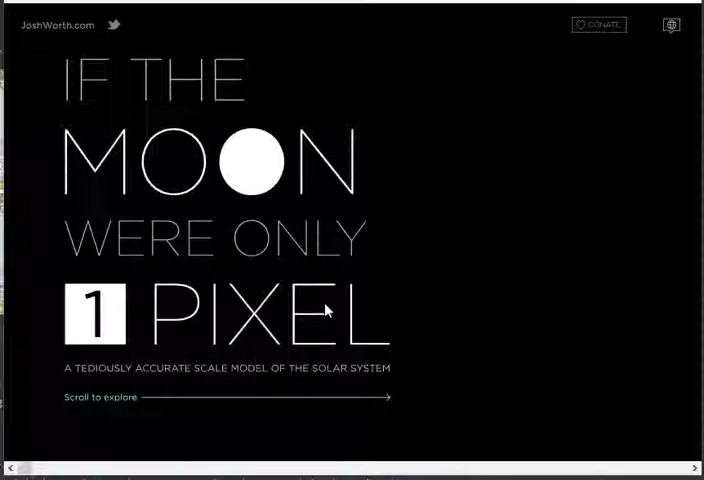 JoshWorth.com
DONATE
IF THE
MOON
WERE ONLY
1 PIXEL
A TEDIOUSLY ACCURATE SCALE MODEL OF THE SOLAR SYSTEM
Scroll to explore